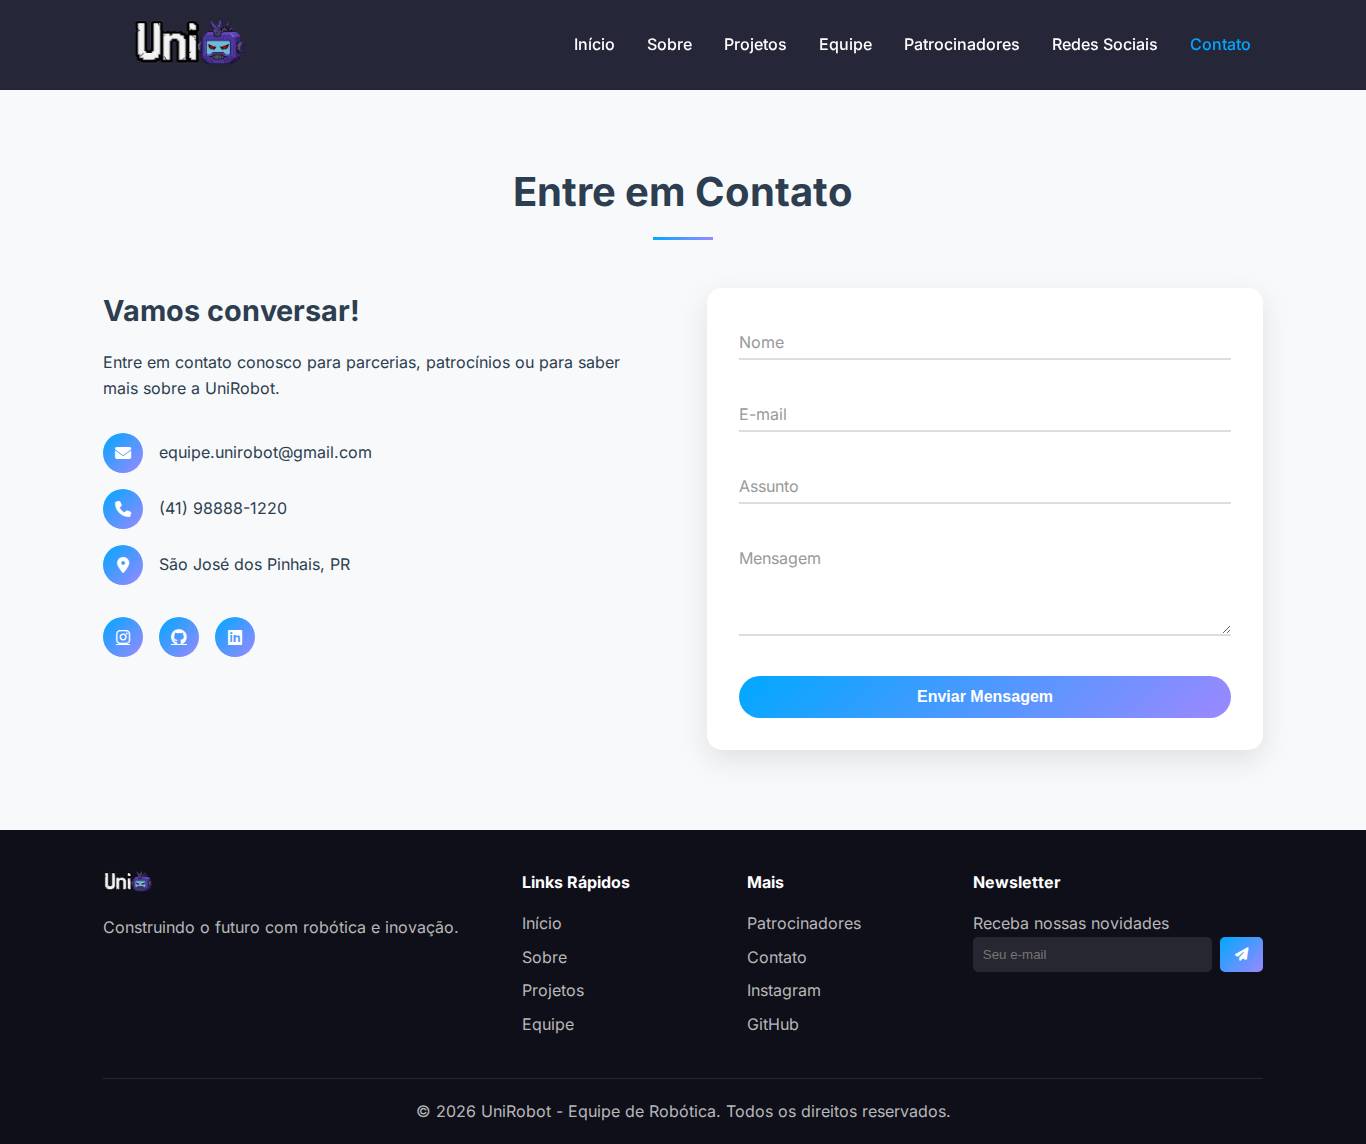 Uni
Início Sobre Projetos Equipe Patrocinadores Redes Sociais Contato
Entre em Contato
Vamos conversar!
Entre em contato conosco para parcerias, patrocínios ou para saber
mais sobre a UniRobot.
equipe.unirobot@gmail.com
(41) 98888-1220
São José dos Pinhais, PR
Nome
E-mail
Assunto
Mensagem
Enviar Mensagem
Uni
Construindo o futuro com robótica e inovação.
Links Rápidos
Início
Sobre
Projetos
Equipe
Mais
Patrocinadores
Contato
Instagram
GitHub
Newsletter
Receba nossas novidades
Seu e-mail
© 2026 UniRobot - Equipe de Robótica. Todos os direitos reservados.